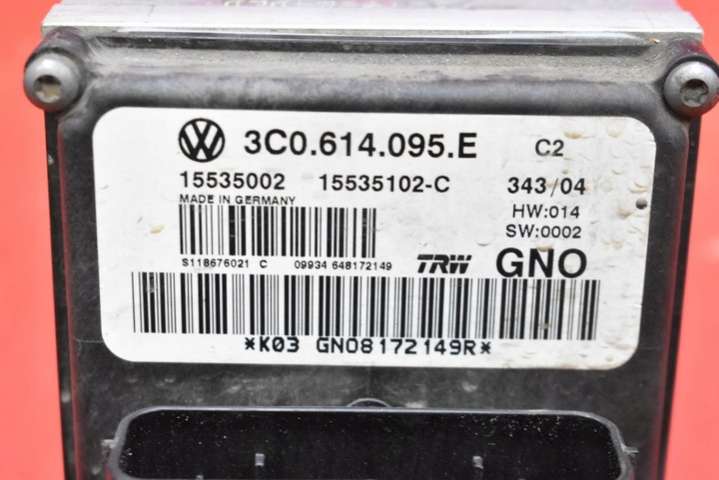 3C0.614.095.E C2
15535002 15535102-C 343/04
MADE IN GERMANY HW:014
SW:0002
S118676021 C 09934 648172149 TRW GNO
*K03 GNO8172149R*